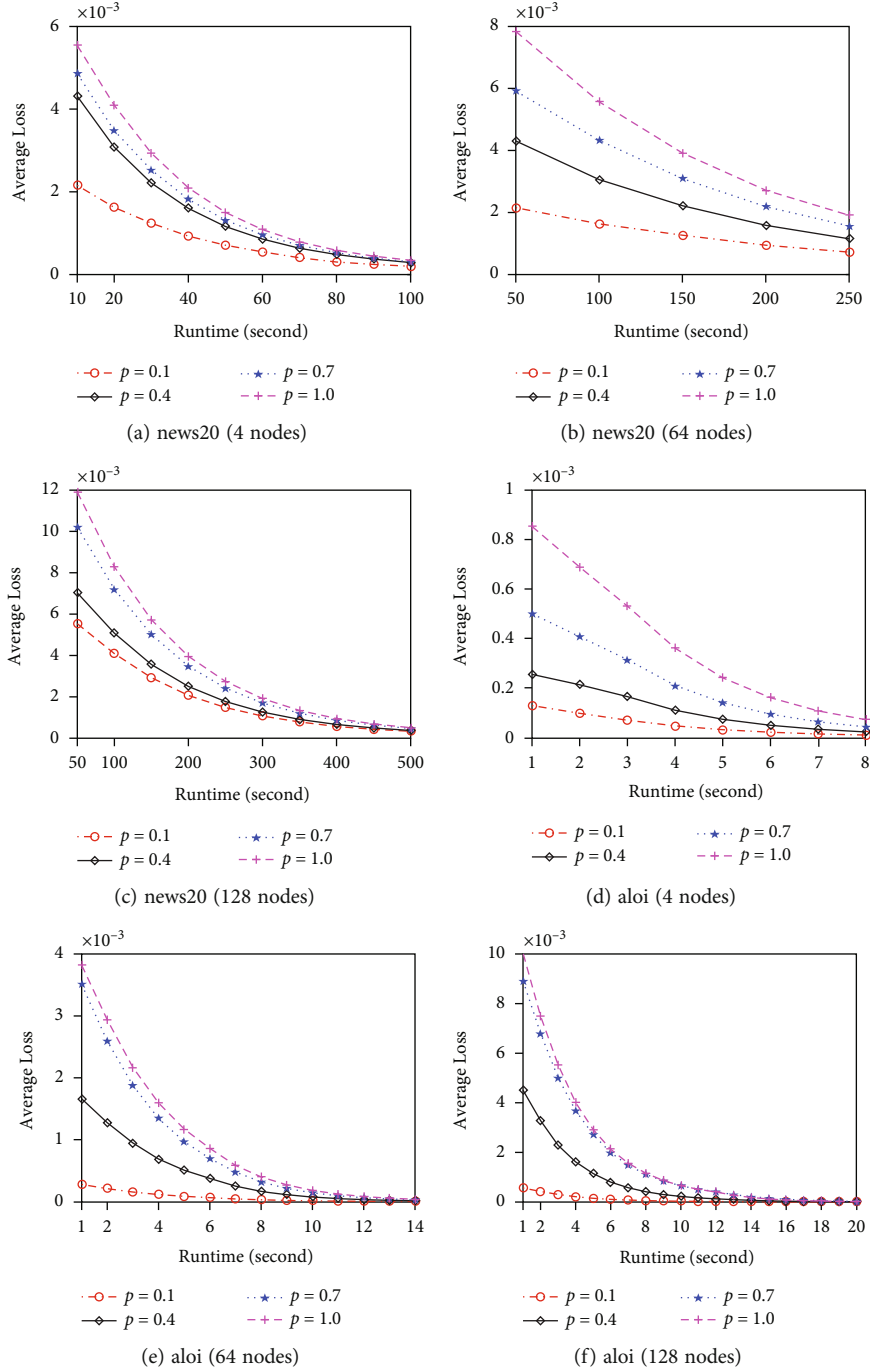 ×10⁻³
6
4
2
0
Average Loss
10 20 40 60 80 100
Runtime (second)
p = 0.1 p = 0.7
p = 0.4 p = 1.0
(a) news20 (4 nodes)
×10⁻³
8
6
4
2
0
Average Loss
50 100 150 200 250
Runtime (second)
p = 0.1 p = 0.7
p = 0.4 p = 1.0
(b) news20 (64 nodes)
×10⁻³
12
10
8
6
4
2
0
Average Loss
50 100 200 300 400 500
Runtime (second)
p = 0.1 p = 0.7
p = 0.4 p = 1.0
(c) news20 (128 nodes)
×10⁻³
1
0.8
0.6
0.4
0.2
0
Average Loss
1 2 3 4 5 6 7 8
Runtime (second)
p = 0.1 p = 0.7
p = 0.4 p = 1.0
(d) aloi (4 nodes)
×10⁻³
4
3
2
1
0
Average Loss
1 2 4 6 8 10 12 14
Runtime (second)
p = 0.1 p = 0.7
p = 0.4 p = 1.0
(e) aloi (64 nodes)
×10⁻³
10
8
6
4
2
0
Average Loss
1 2 4 6 8 10 12 14 16 18 20
Runtime (second)
p = 0.1 p = 0.7
p = 0.4 p = 1.0
(f) aloi (128 nodes)